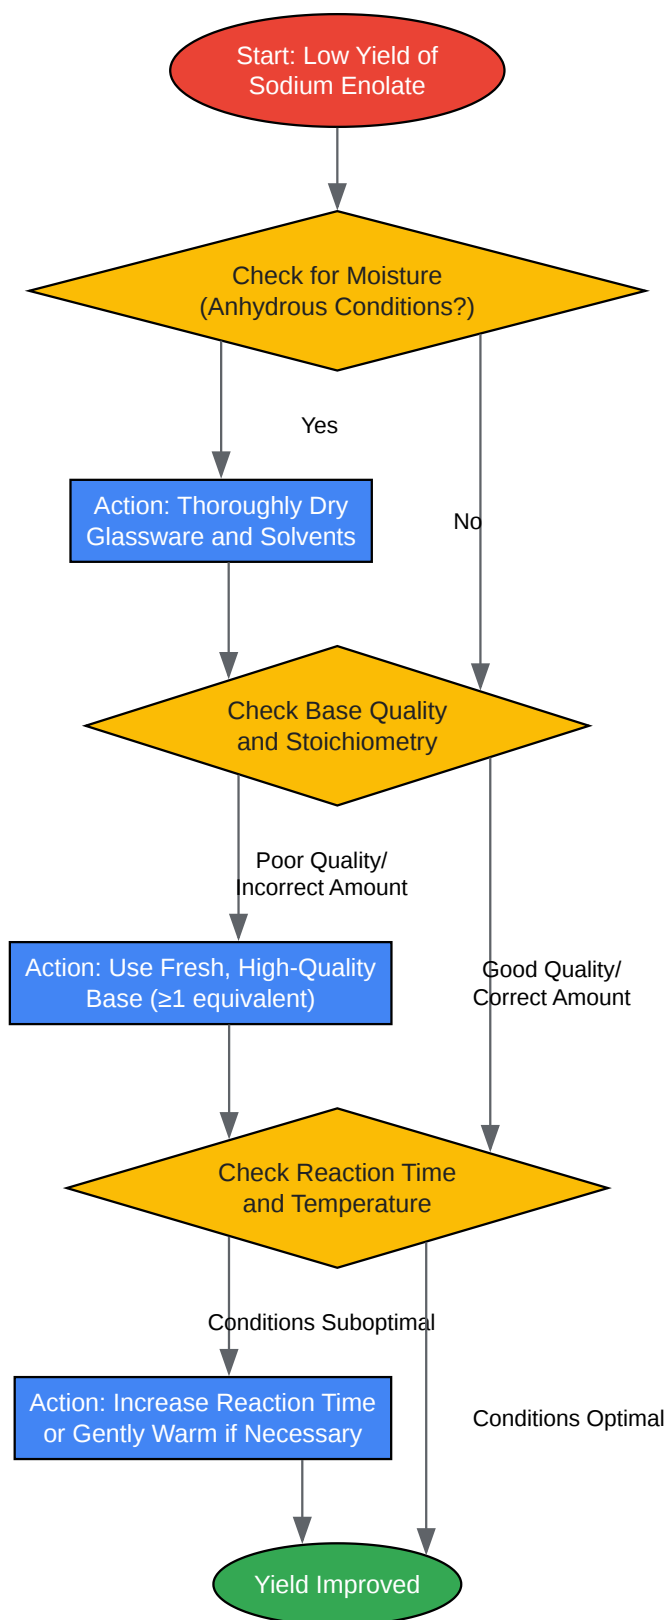 Start: Low Yield of
Sodium Enolate
Check for Moisture
(Anhydrous Conditions?)
Yes
Action: Thoroughly Dry
Glassware and Solvents
No
Check Base Quality
and Stoichiometry
Poor Quality/
Incorrect Amount
Action: Use Fresh, High-Quality
Base (≥1 equivalent)
Good Quality/
Correct Amount
Check Reaction Time
and Temperature
Conditions Suboptimal
Action: Increase Reaction Time
or Gently Warm if Necessary
Conditions Optimal
Yield Improved